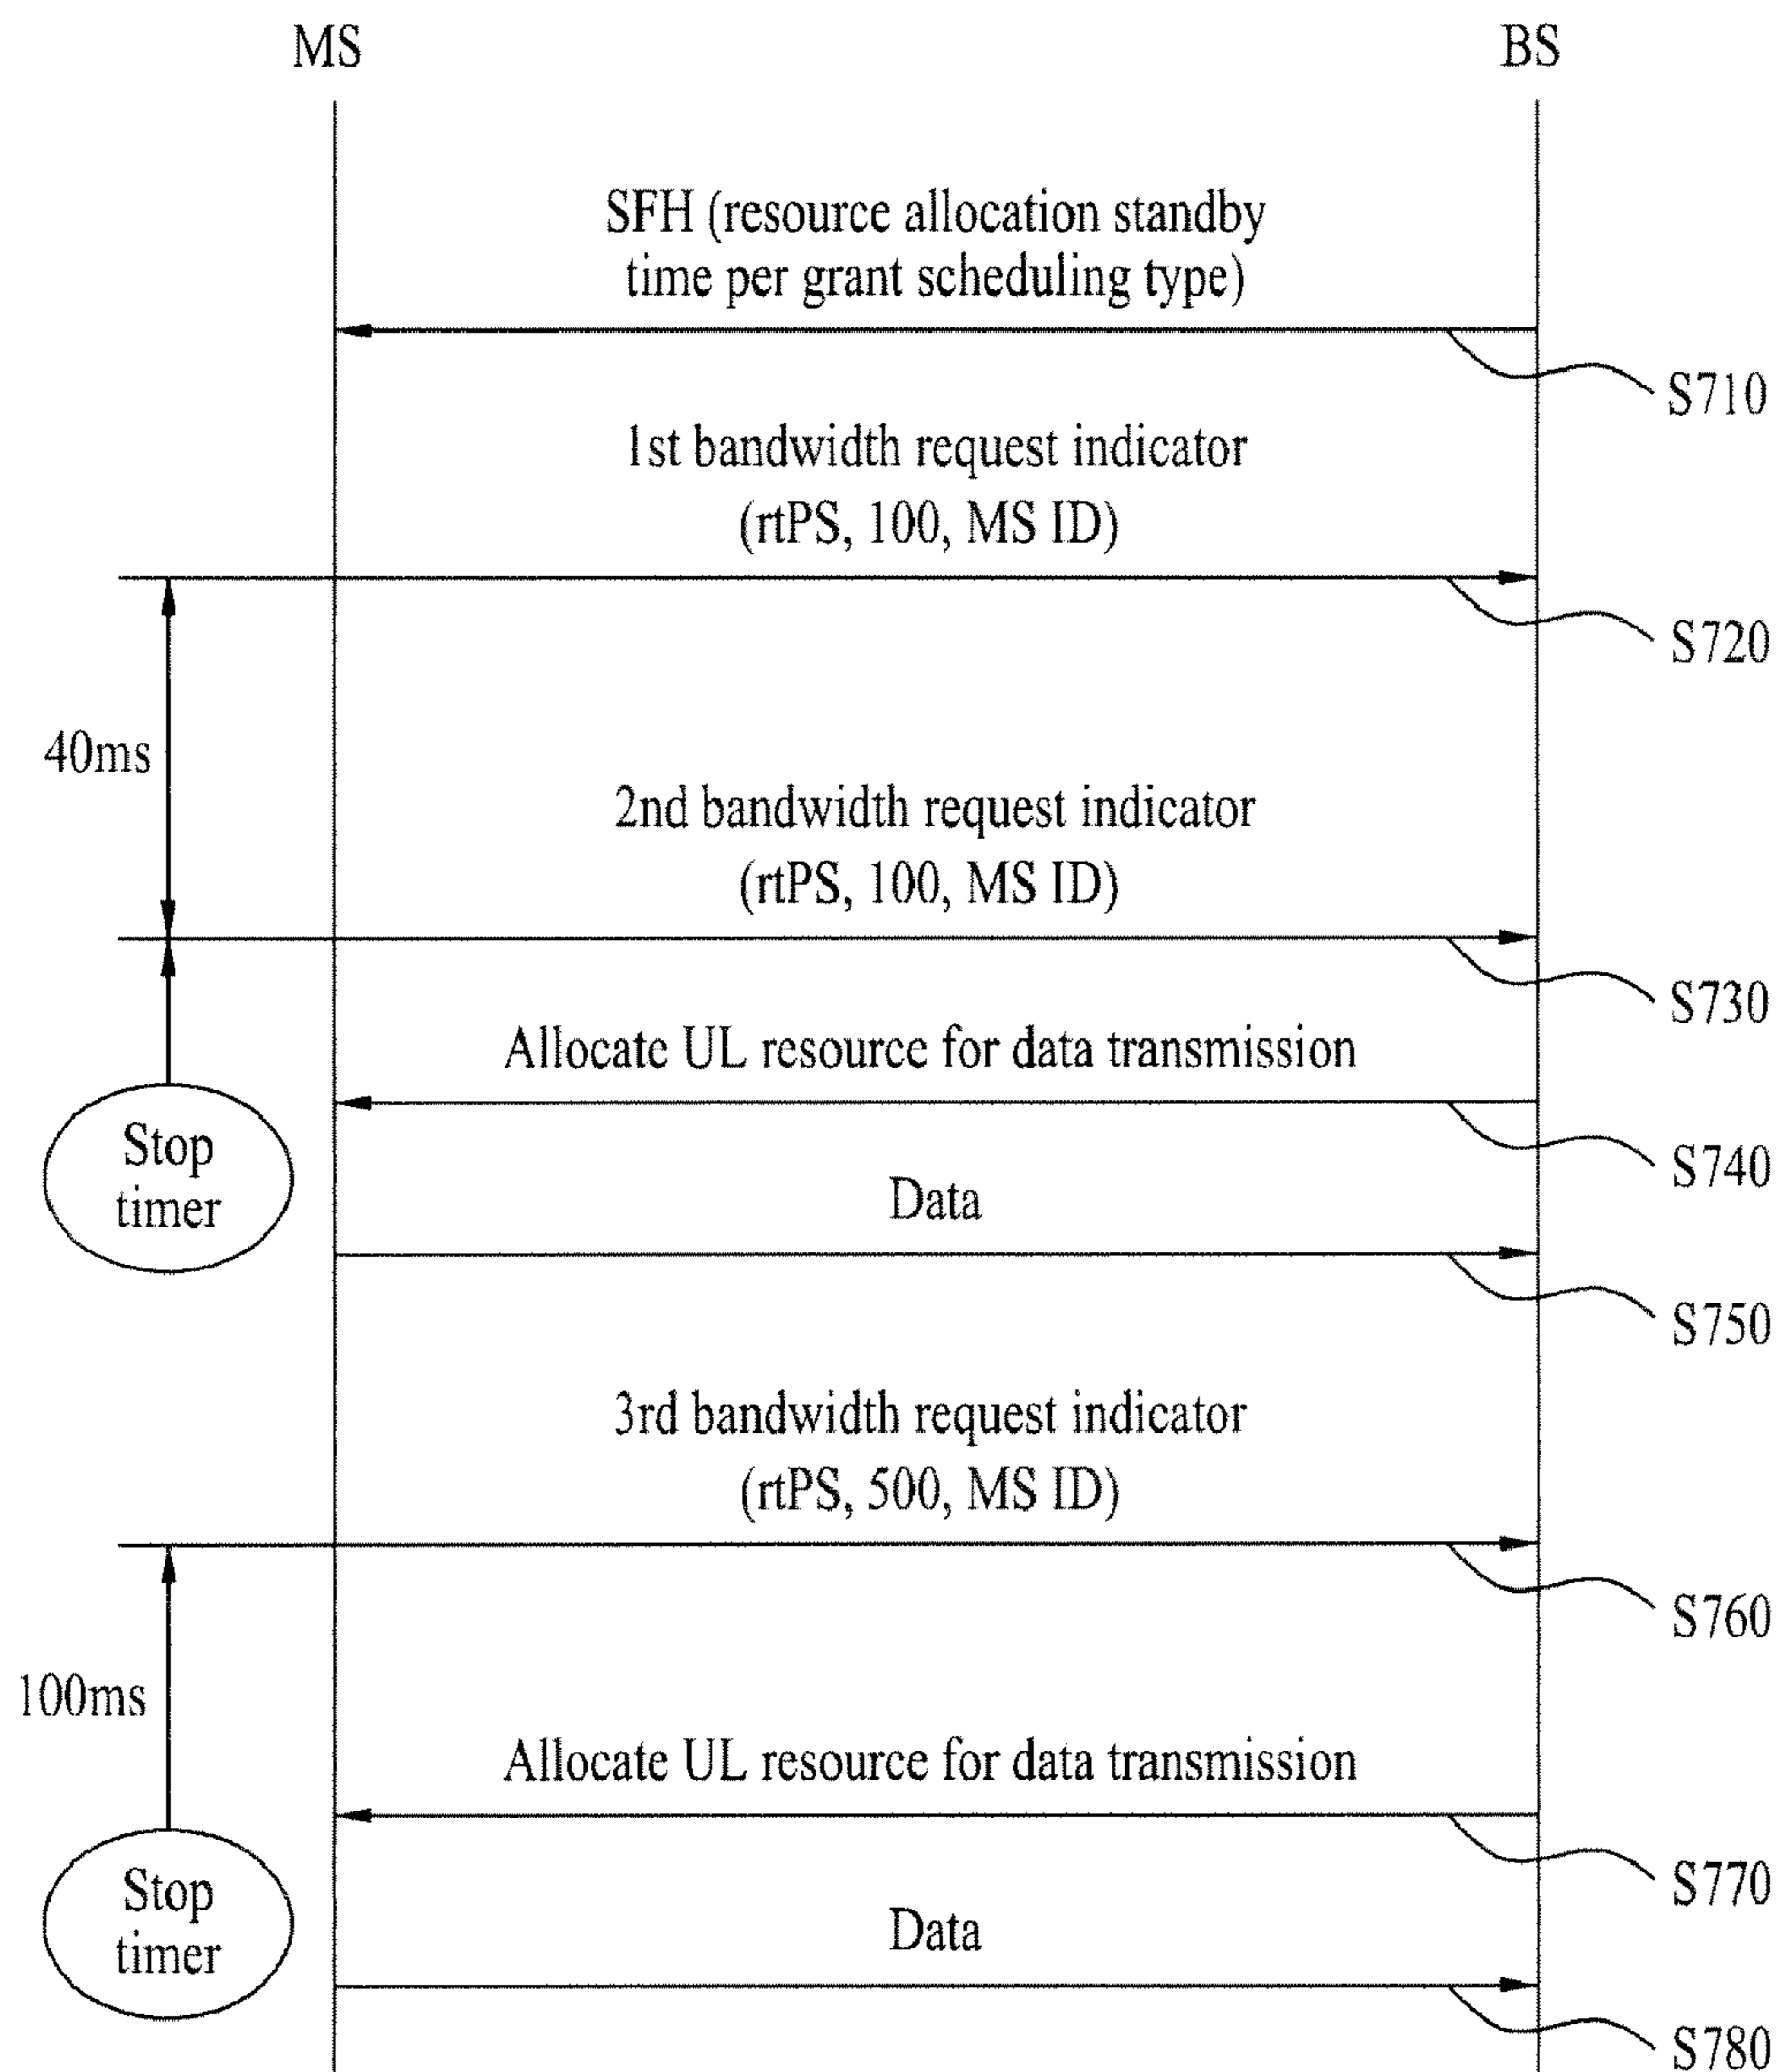 MS
BS
SFH (resource allocation standby
time per grant scheduling type)
S710
1st bandwidth request indicator
(rtPS, 100, MS ID)
S720
40ms
2nd bandwidth request indicator
(rtPS, 100, MS ID)
S730
Allocate UL resource for data transmission
S740
Stop
timer
Data
S750
3rd bandwidth request indicator
(rtPS, 500, MS ID)
S760
100ms
Allocate UL resource for data transmission
S770
Stop
timer
Data
S780